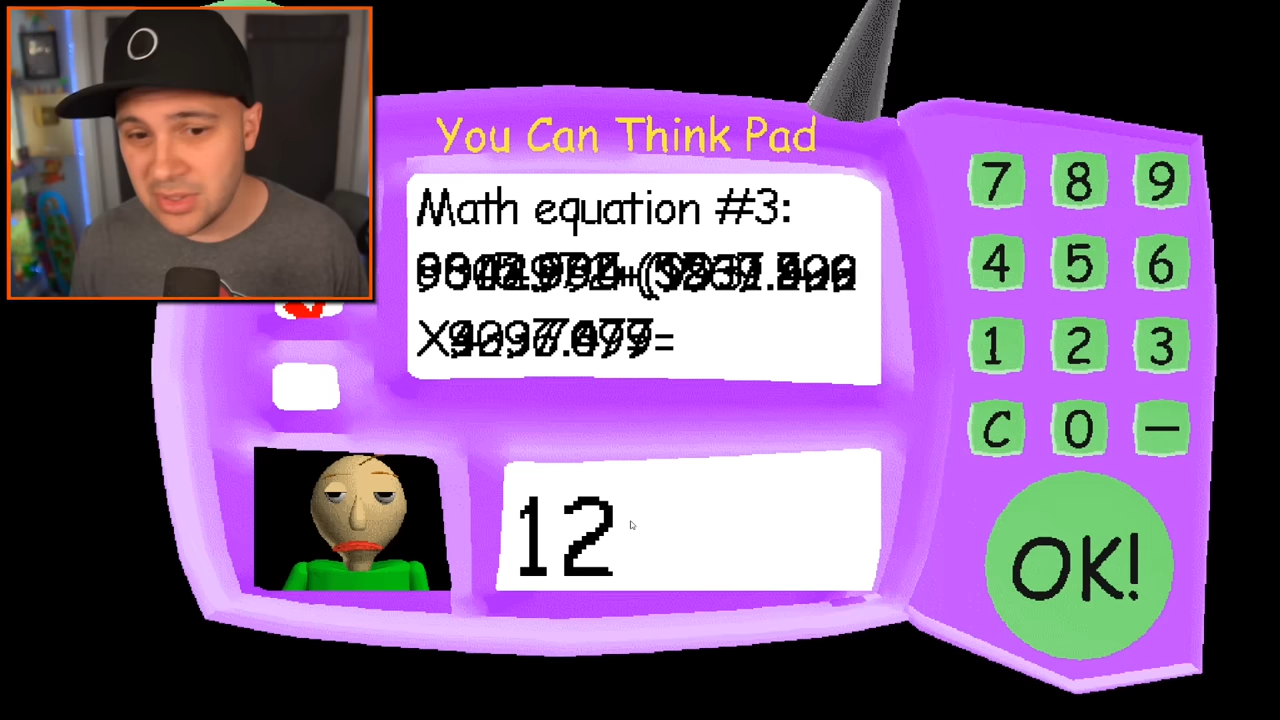 You Can Think Pad
Math equation #3:
12
7 8 9
4 5 6
1 2 3
C 0 —
OK!